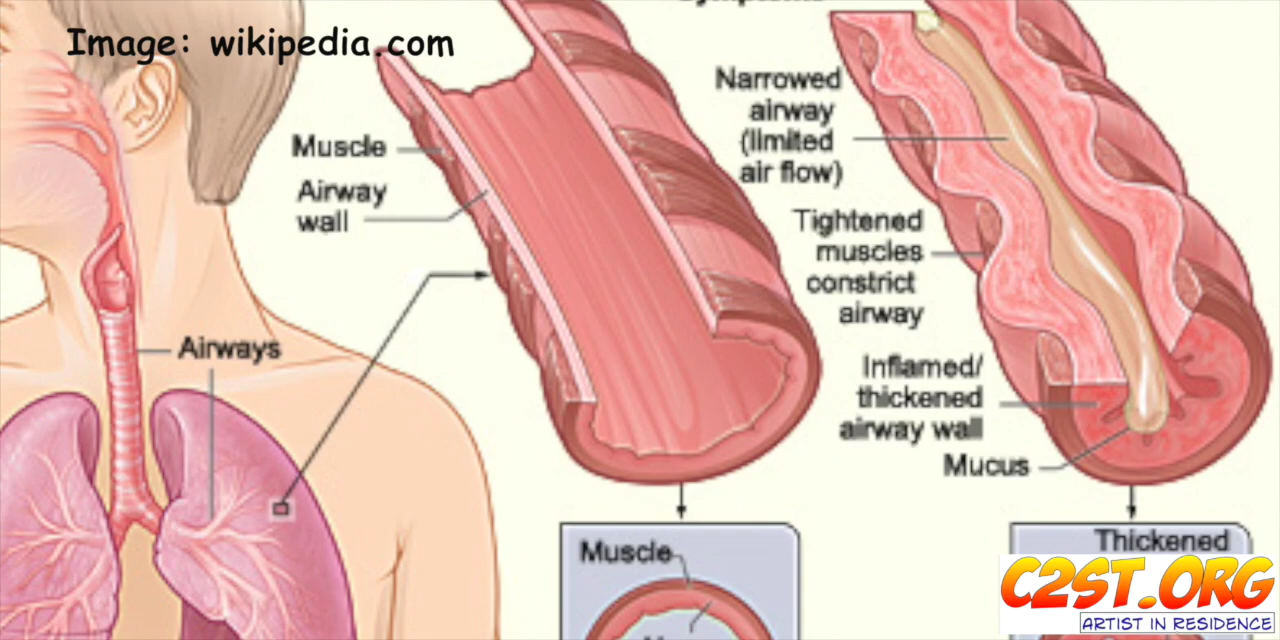 Image: wikipedia.com
Muscle
Airway
wall
Airways
Narrowed
airway
(limited
air flow)
Tightened
muscles
constrict
airway
Inflamed/
thickened
airway wall
Mucus
Muscle
Thickened
C2ST.ORG
ARTIST IN RESIDENCE